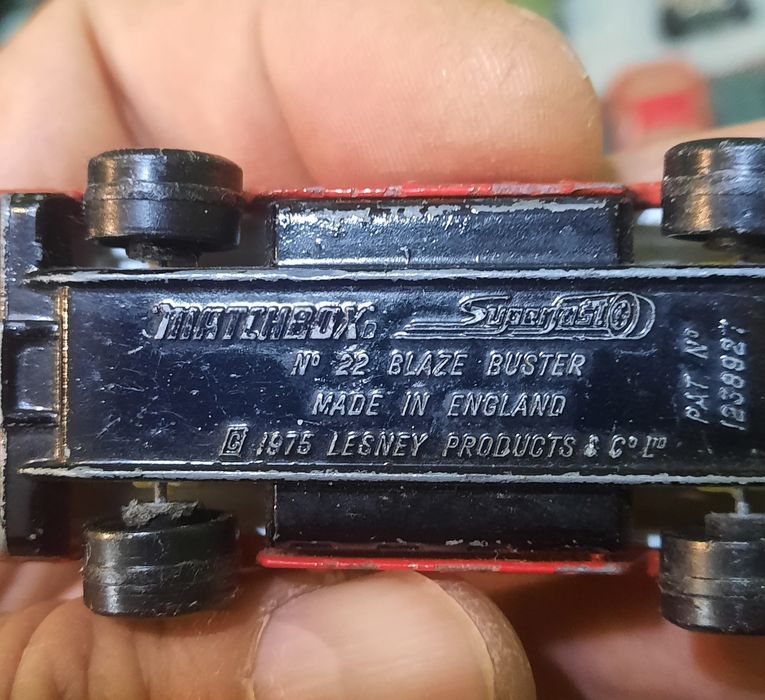 MATCHBOX Superfast
Nº 22 BLAZE BUSTER
MADE IN ENGLAND
© 1975 LESNEY PRODUCTS & Cº Lᵀᴰ
PAT Nº
1238927